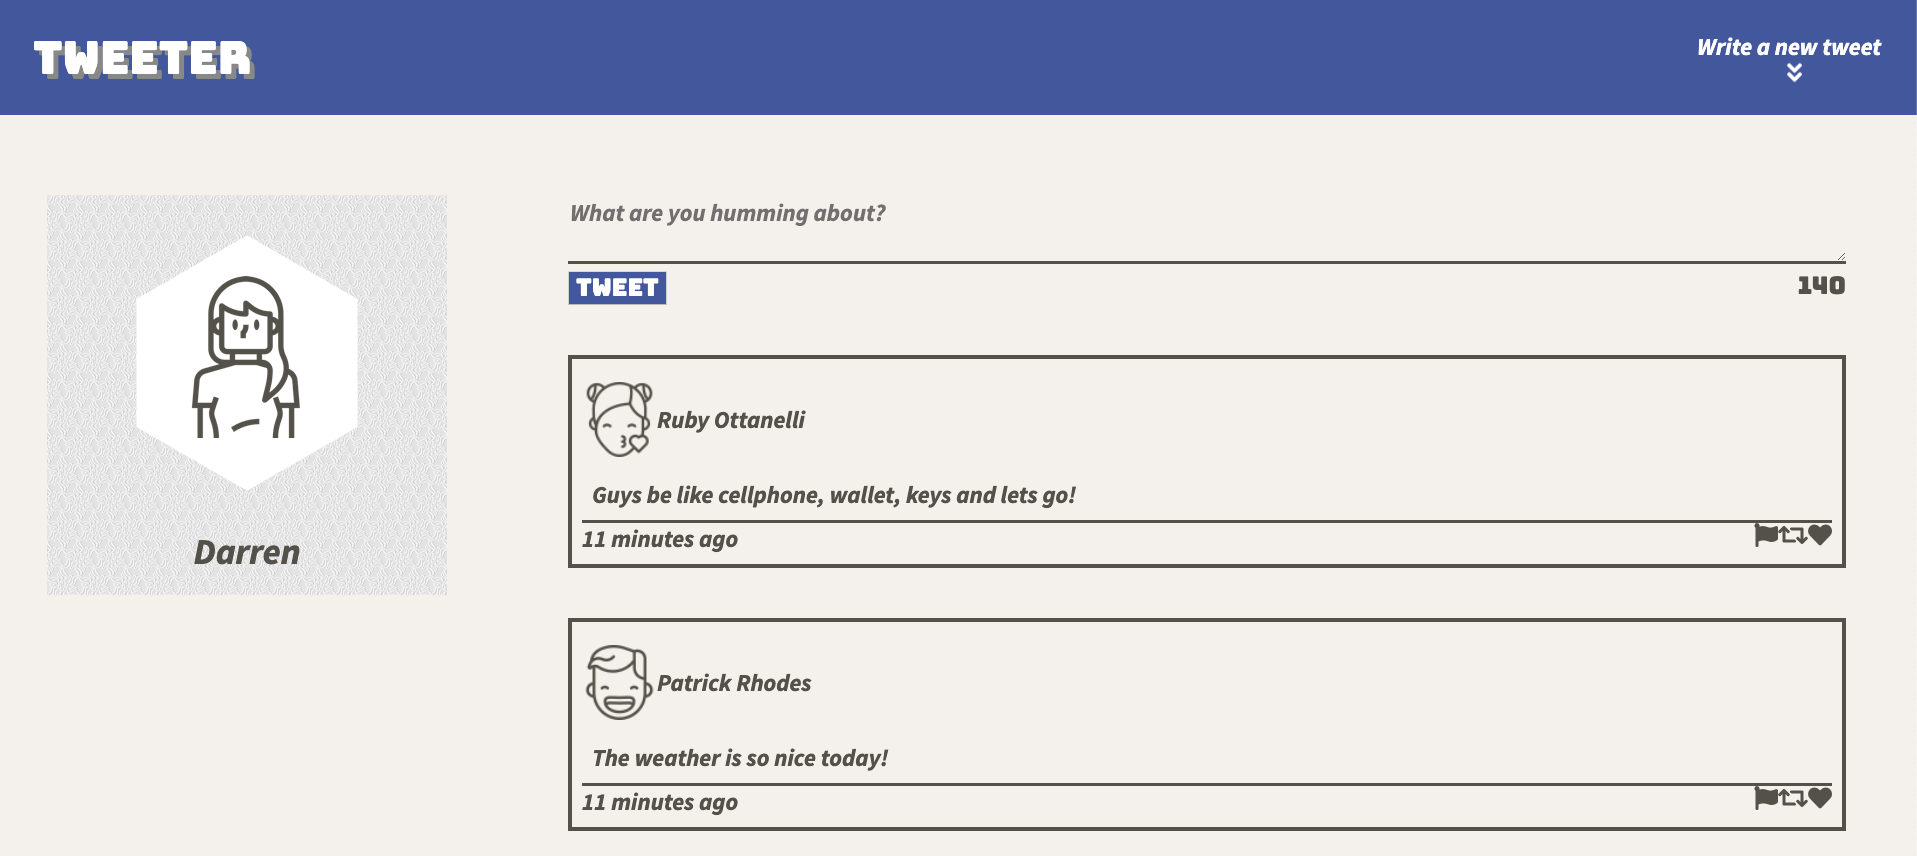 TWEETER
Write a new tweet
Darren
What are you humming about?
TWEET
140
Ruby Ottanelli
Guys be like cellphone, wallet, keys and lets go!
11 minutes ago
Patrick Rhodes
The weather is so nice today!
11 minutes ago